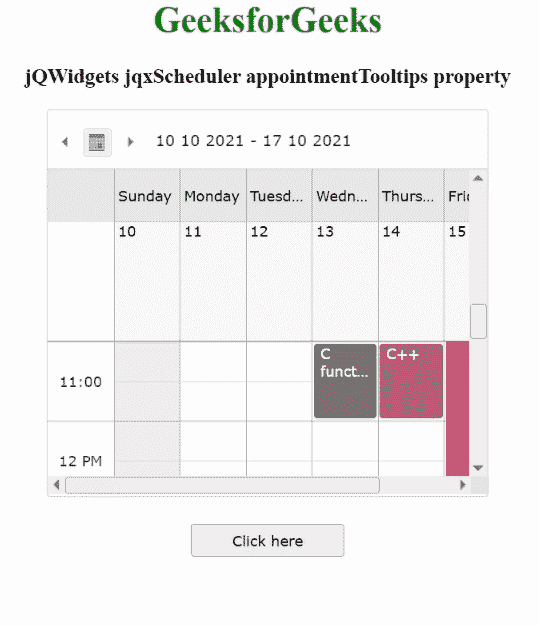 GeeksforGeeks
jQWidgets jqxScheduler appointmentTooltips property
10 10 2021 - 17 10 2021
Sunday Monday Tuesd... Wedn... Thurs... Fri
10 11 12 13 14 15
C C++
funct...
11:00
12 PM
Click here